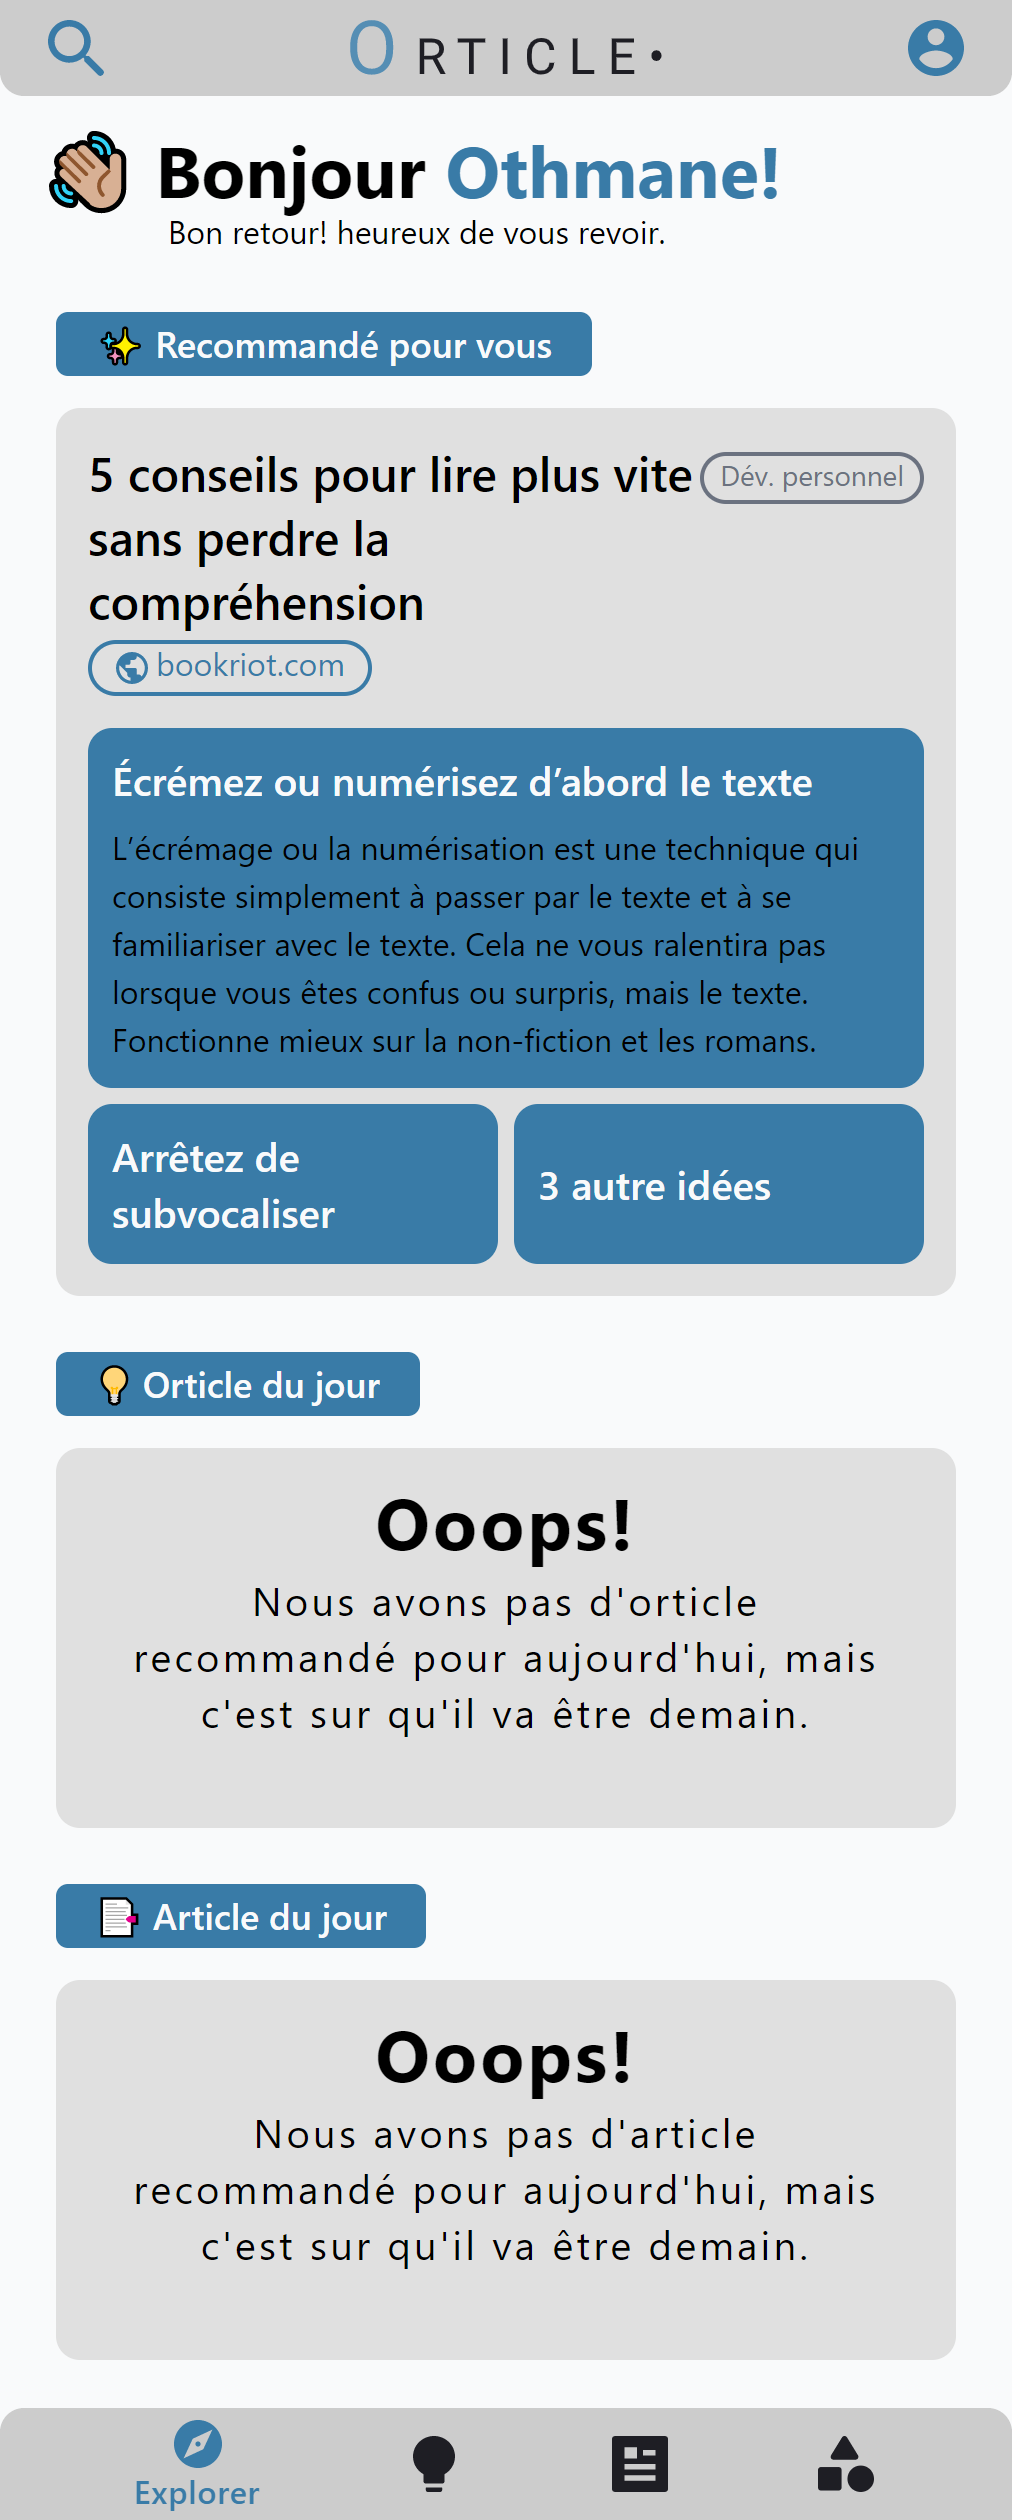 ORTICLE•
Bonjour Othmane!
Bon retour! heureux de vous revoir.
Recommandé pour vous
5 conseils pour lire plus vite
sans perdre la
compréhension
Dév. personnel
bookriot.com
Écrémez ou numérisez d’abord le texte
L’écrémage ou la numérisation est une technique qui
consiste simplement à passer par le texte et à se
familiariser avec le texte. Cela ne vous ralentira pas
lorsque vous êtes confus ou surpris, mais le texte.
Fonctionne mieux sur la non-fiction et les romans.
Arrêtez de
subvocaliser
3 autre idées
Orticle du jour
Ooops!
Nous avons pas d'orticle
recommandé pour aujourd'hui, mais
c'est sur qu'il va être demain.
Article du jour
Ooops!
Nous avons pas d'article
recommandé pour aujourd'hui, mais
c'est sur qu'il va être demain.
Explorer